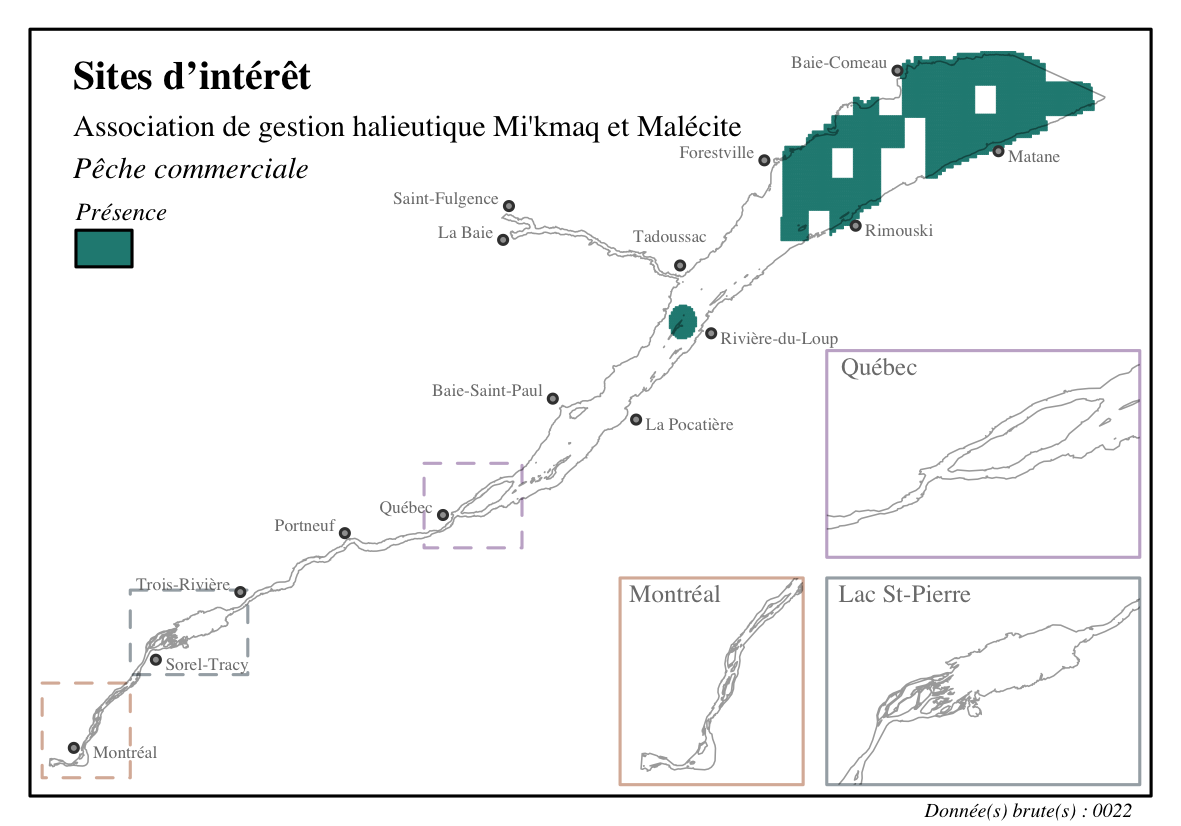 Sites d’intérêt
Association de gestion halieutique Mi'kmaq et Malécite
Pêche commerciale
Présence
Baie-Comeau
Forestville
Matane
Saint-Fulgence
La Baie
Tadoussac
Rimouski
Rivière-du-Loup
Québec
Baie-Saint-Paul
La Pocatière
Québec
Portneuf
Trois-Rivière
Montréal
Lac St-Pierre
Sorel-Tracy
Montréal
Donnée(s) brute(s) : 0022